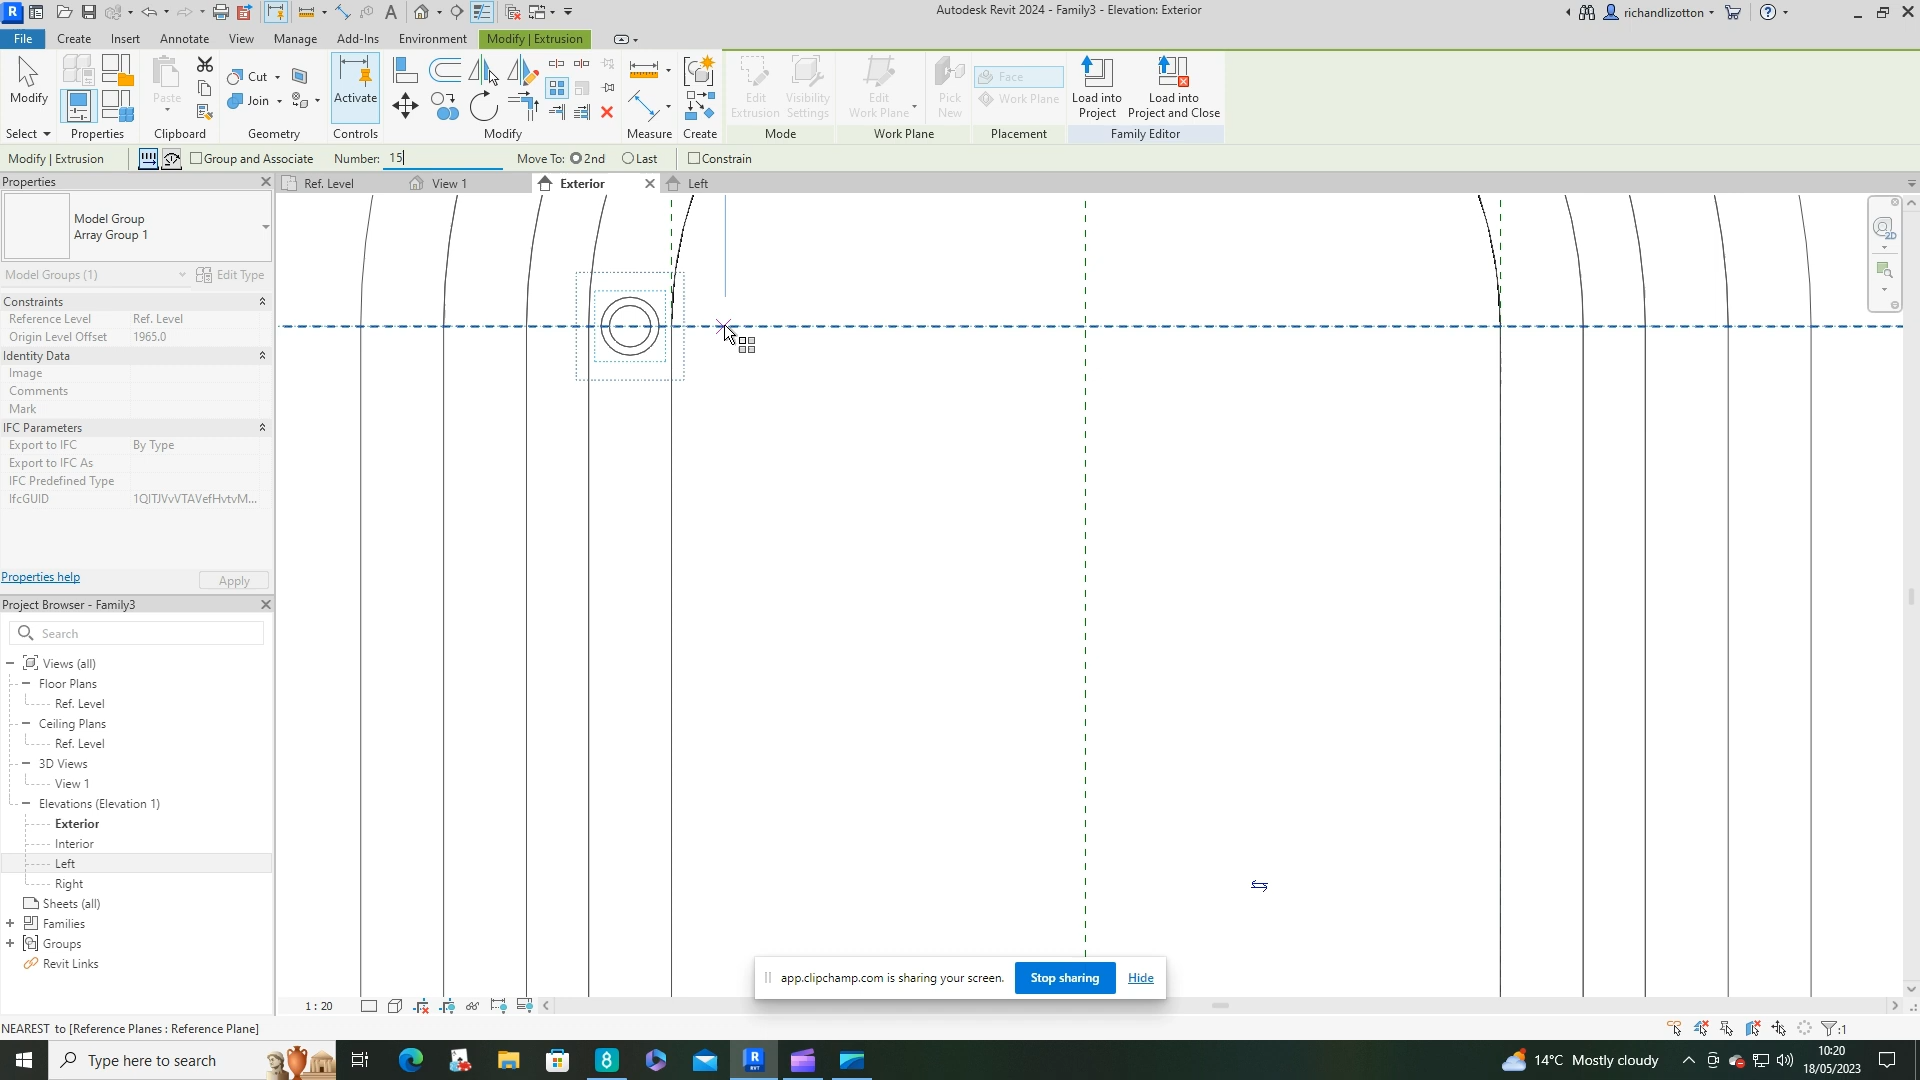 Autodesk Revit 2024 - Family3 - Elevation: Exterior
richandlizotton
File
Create
Insert
Annotate
View
Manage
Add-Ins
Environment
Modify | Extrusion
Modify
Paste
Cut
Join
Activate
Edit Extrusion
Visibility Settings
Edit Work Plane
Pick New
Face
Work Plane
Load into Project
Load into Project and Close
Select
Properties
Clipboard
Geometry
Controls
Modify
Measure
Create
Mode
Work Plane
Placement
Family Editor
Modify | Extrusion
Group and Associate
Number: 15
Move To: 2nd
Last
Constrain
Properties
Ref. Level
View 1
Exterior
Left
2D
Model Group
Array Group 1
Model Groups (1)
Edit Type
Constraints
Reference Level Ref. Level
Origin Level Offset 1965.0
Identity Data
Image
Comments
Mark
IFC Parameters
Export to IFC By Type
Export to IFC As
IFC Predefined Type
IfcGUID 1QITJVvVTAVefHvtvM...
Properties help
Apply
Project Browser - Family3
Search
Views (all)
Floor Plans
Ref. Level
Ceiling Plans
Ref. Level
3D Views
View 1
Elevations (Elevation 1)
Exterior
Interior
Left
Right
Sheets (all)
Families
Groups
Revit Links
app.clipchamp.com is sharing your screen.
Stop sharing
Hide
1 : 20
NEAREST to [Reference Planes : Reference Plane]
:1
Type here to search
14°C Mostly cloudy
10:20
18/05/2023